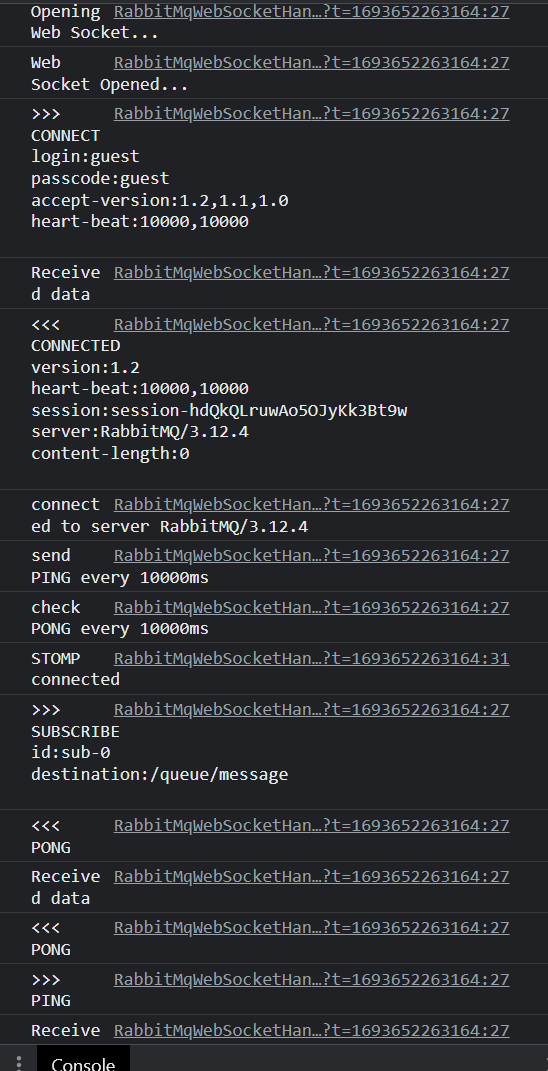 Opening RabbitMqWebSocketHan…?t=1693652263164:27
Web Socket...
Web RabbitMqWebSocketHan…?t=1693652263164:27
Socket Opened...
>>> RabbitMqWebSocketHan…?t=1693652263164:27
CONNECT
login:guest
passcode:guest
accept-version:1.2,1.1,1.0
heart-beat:10000,10000
Receive RabbitMqWebSocketHan…?t=1693652263164:27
d data
<<< RabbitMqWebSocketHan…?t=1693652263164:27
CONNECTED
version:1.2
heart-beat:10000,10000
session:session-hdQkQLruwAo5OJyKk3Bt9w
server:RabbitMQ/3.12.4
content-length:0
connect RabbitMqWebSocketHan…?t=1693652263164:27
ed to server RabbitMQ/3.12.4
send RabbitMqWebSocketHan…?t=1693652263164:27
PING every 10000ms
check RabbitMqWebSocketHan…?t=1693652263164:27
PONG every 10000ms
STOMP RabbitMqWebSocketHan…?t=1693652263164:31
connected
>>> RabbitMqWebSocketHan…?t=1693652263164:27
SUBSCRIBE
id:sub-0
destination:/queue/message
<<< RabbitMqWebSocketHan…?t=1693652263164:27
PONG
Receive RabbitMqWebSocketHan…?t=1693652263164:27
d data
<<< RabbitMqWebSocketHan…?t=1693652263164:27
PONG
>>> RabbitMqWebSocketHan…?t=1693652263164:27
PING
Receive RabbitMqWebSocketHan…?t=1693652263164:27
Console